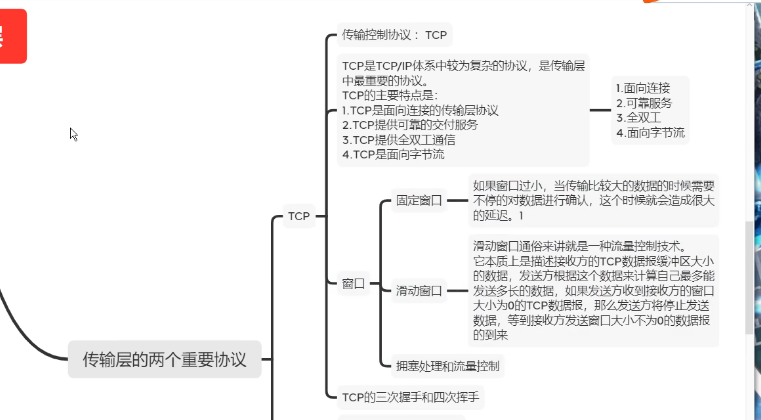 传输控制协议：TCP
TCP是TCP/IP体系中较为复杂的协议，是传输层
中最重要的协议。
TCP的主要特点是：
1.TCP是面向连接的传输层协议
2.TCP提供可靠的交付服务
3.TCP提供全双工通信
4.TCP是面向字节流
1.面向连接
2.可靠服务
3.全双工
4.面向字节流
TCP
固定窗口
如果窗口过小，当传输比较大的数据的时候需要
不停的对数据进行确认，这个时候就会造成很大
的延迟。1
窗口
滑动窗口
滑动窗口通俗来讲就是一种流量控制技术。
它本质上是描述接收方的TCP数据报缓冲区大小
的数据，发送方根据这个数据来计算自己最多能
发送多长的数据，如果发送方收到接收方的窗口
大小为0的TCP数据报，那么发送方将停止发送
数据，等到接收方发送窗口大小不为0的数据报
的到来
拥塞处理和流量控制
传输层的两个重要协议
TCP的三次握手和四次挥手